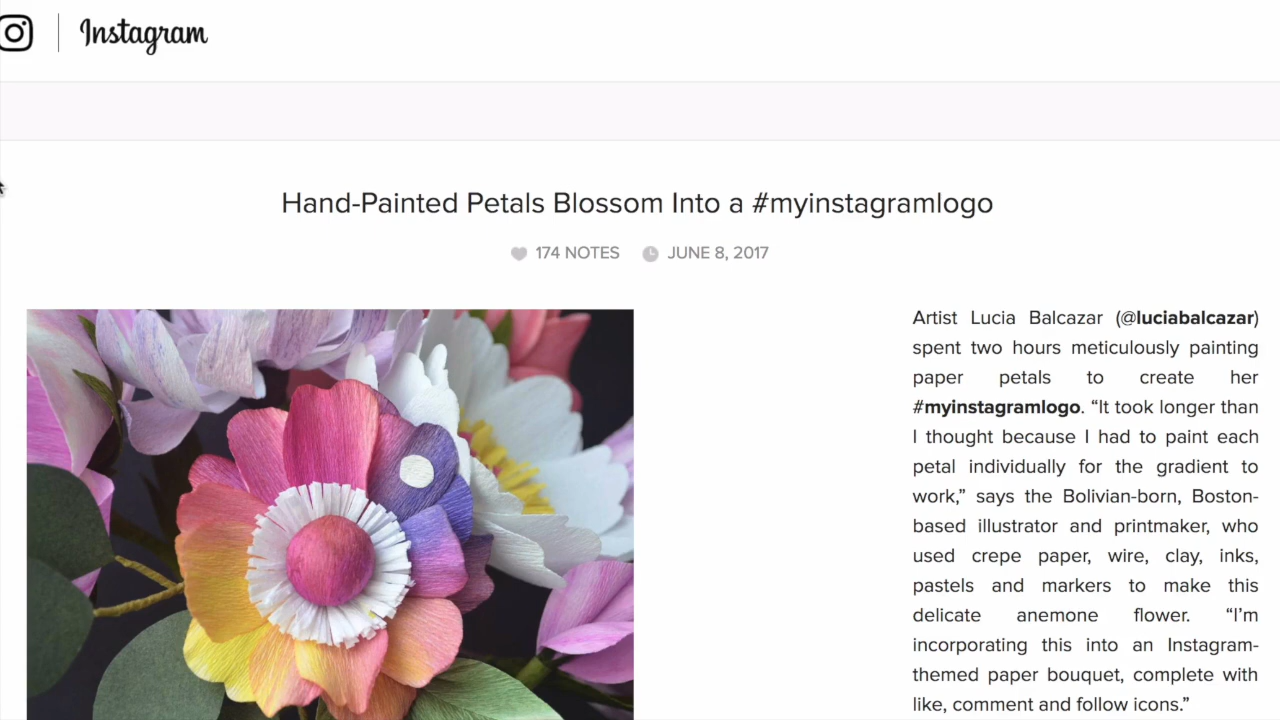 Instagram
Hand-Painted Petals Blossom Into a #myinstagramlogo
174 NOTES JUNE 8, 2017
Artist Lucia Balcazar (@luciabalcazar)
spent two hours meticulously painting
paper petals to create her
#myinstagramlogo. “It took longer than
I thought because I had to paint each
petal individually for the gradient to
work,” says the Bolivian-born, Boston-
based illustrator and printmaker, who
used crepe paper, wire, clay, inks,
pastels and markers to make this
delicate anemone flower. “I’m
incorporating this into an Instagram-
themed paper bouquet, complete with
like, comment and follow icons.”